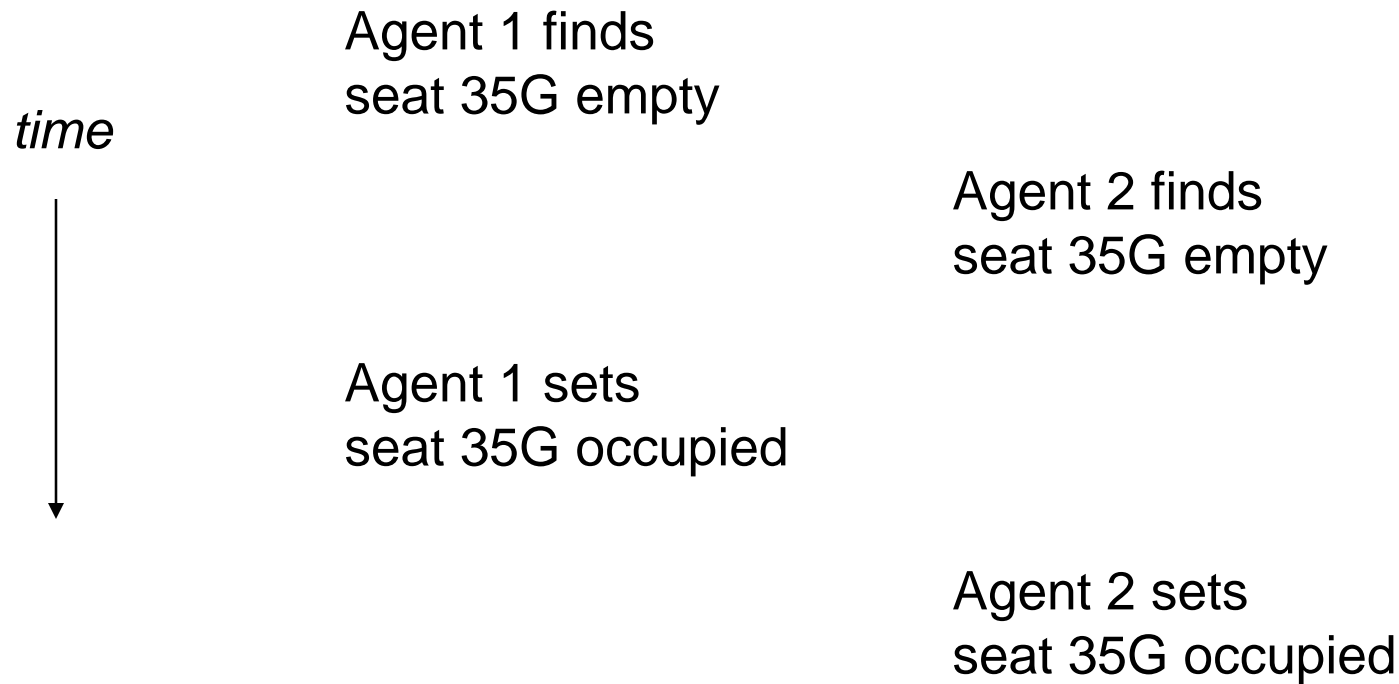 Agent 1 finds
seat 35G empty
time
Agent 2 finds
seat 35G empty
Agent 1 sets
seat 35G occupied
Agent 2 sets
seat 35G occupied